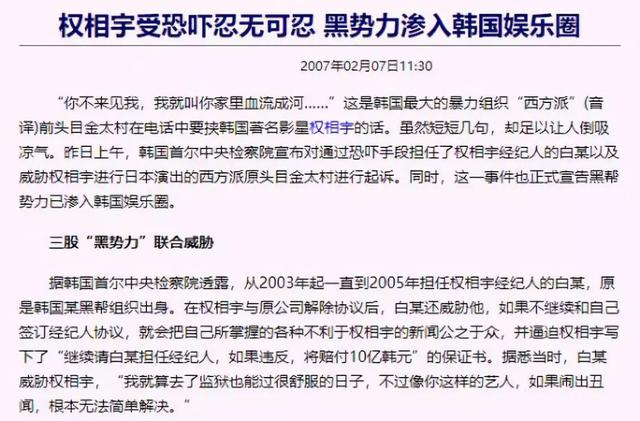 权相宇受恐吓忍无可忍 黑势力渗入韩国娱乐圈
2007年02月07日11:30
“你不来见我，我就叫你家里血流成河……”这是韩国最大的暴力组织“西方派”(音
译)前头目金太村在电话中要挟韩国著名影星权相宇的话。虽然短短几句，却足以让人倒吸
凉气。昨日上午，韩国首尔中央检察院宣布对通过恐吓手段担任了权相宇经纪人的白某以及
威胁权相宇进行日本演出的西方派原头目金太村进行起诉。同时，这一事件也正式宣告黑帮
势力已渗入韩国娱乐圈。
三股“黑势力”联合威胁
据韩国首尔中央检察院透露，从2003年起一直到2005年担任权相宇经纪人的白某，原
是韩国某黑帮组织出身。在权相宇与原公司解除协议后，白某还威胁他，如果不继续和自己
签订经纪人协议，就会把自己所掌握的各种不利于权相宇的新闻公之于众，并逼迫权相宇写
下了“继续请白某担任经纪人，如果违反，将赔付10亿韩元”的保证书。据悉当时，白某
威胁权相宇，“我就算去了监狱也能过很舒服的日子，不过像你这样的艺人，如果闹出丑
闻，根本无法简单解决。”